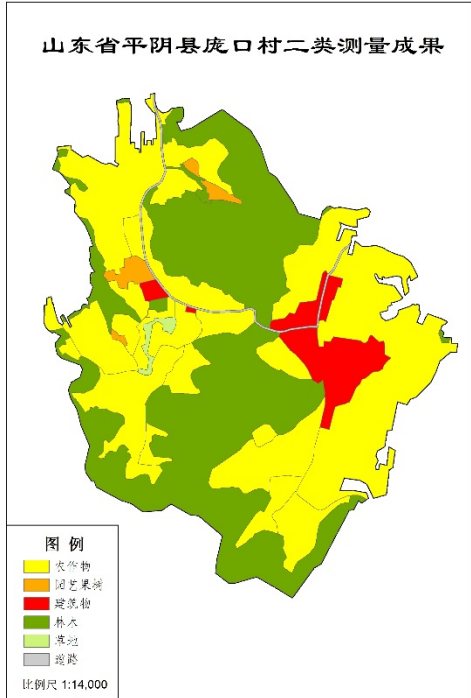 山东省平阴县庞口村二类测量成果
图 例
农作物
园艺果树
建筑物
林木
草地
道路
比例尺 1:14,000